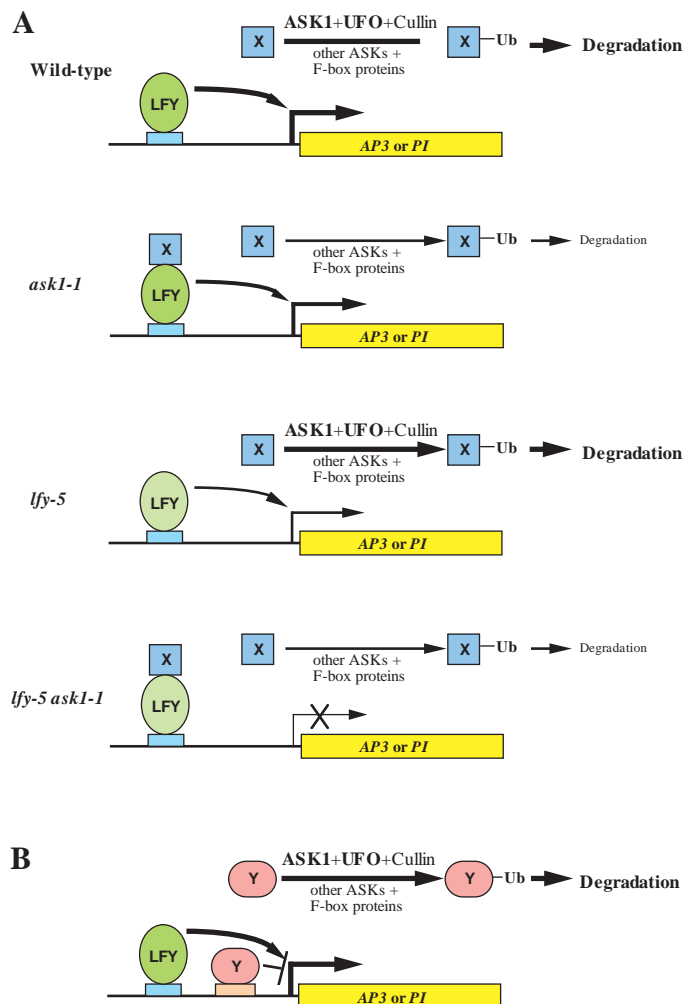 A
Wild-type
X ASK1+UFO+Cullin X Ub Degradation
other ASKs +
F-box proteins
LFY
AP3 or PI
ask1-1
X X X Ub Degradation
other ASKs +
F-box proteins
LFY
AP3 or PI
lfy-5
ASK1+UFO+Cullin
X X Ub Degradation
other ASKs +
F-box proteins
LFY
AP3 or PI
lfy-5 ask1-1
X X X Ub Degradation
other ASKs +
F-box proteins
LFY
AP3 or PI
B
ASK1+UFO+Cullin
Y Y Ub Degradation
other ASKs +
F-box proteins
LFY Y
AP3 or PI